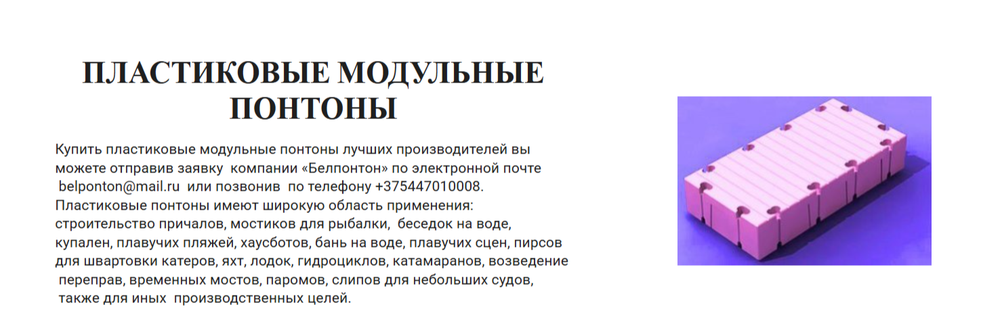 ПЛАСТИКОВЫЕ МОДУЛЬНЫЕ
ПОНТОНЫ
Купить пластиковые модульные понтоны лучших производителей вы
можете отправив заявку  компании «Белпонтон» по электронной почте
belponton@mail.ru  или позвонив  по телефону +375447010008.
Пластиковые понтоны имеют широкую область применения:
строительство причалов, мостиков для рыбалки,  беседок на воде,
купален, плавучих пляжей, хаусботов, бань на воде, плавучих сцен, пирсов
для швартовки катеров, яхт, лодок, гидроциклов, катамаранов, возведение
переправ, временных мостов, паромов, слипов для небольших судов,
также для иных  производственных целей.